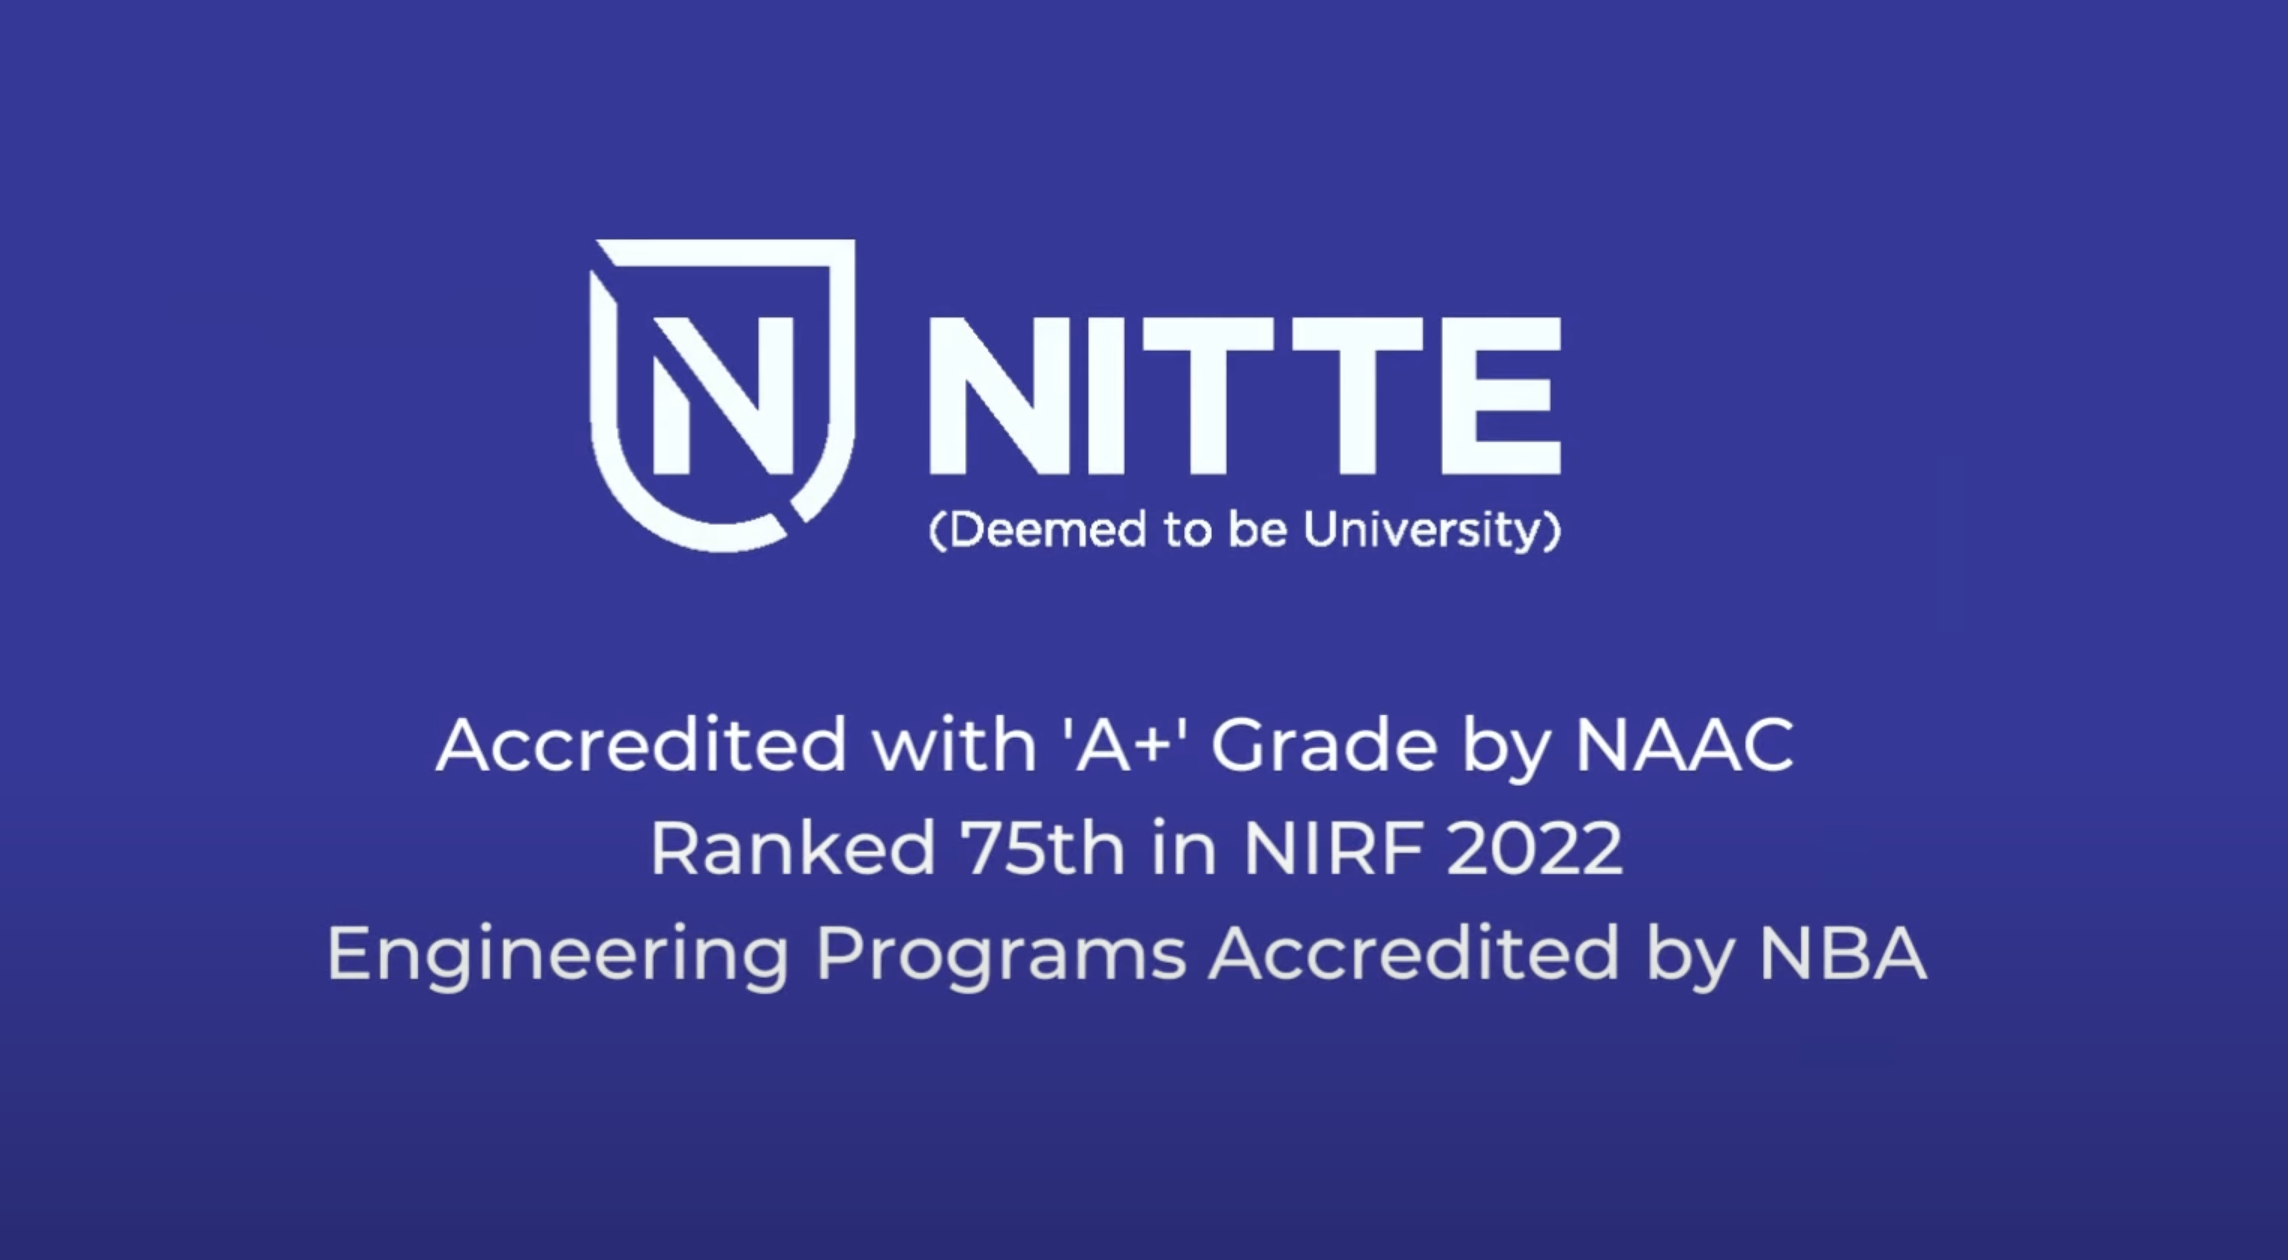 N NITTE
(Deemed to be University)
Accredited with 'A+' Grade by NAAC
Ranked 75th in NIRF 2022
Engineering Programs Accredited by NBA